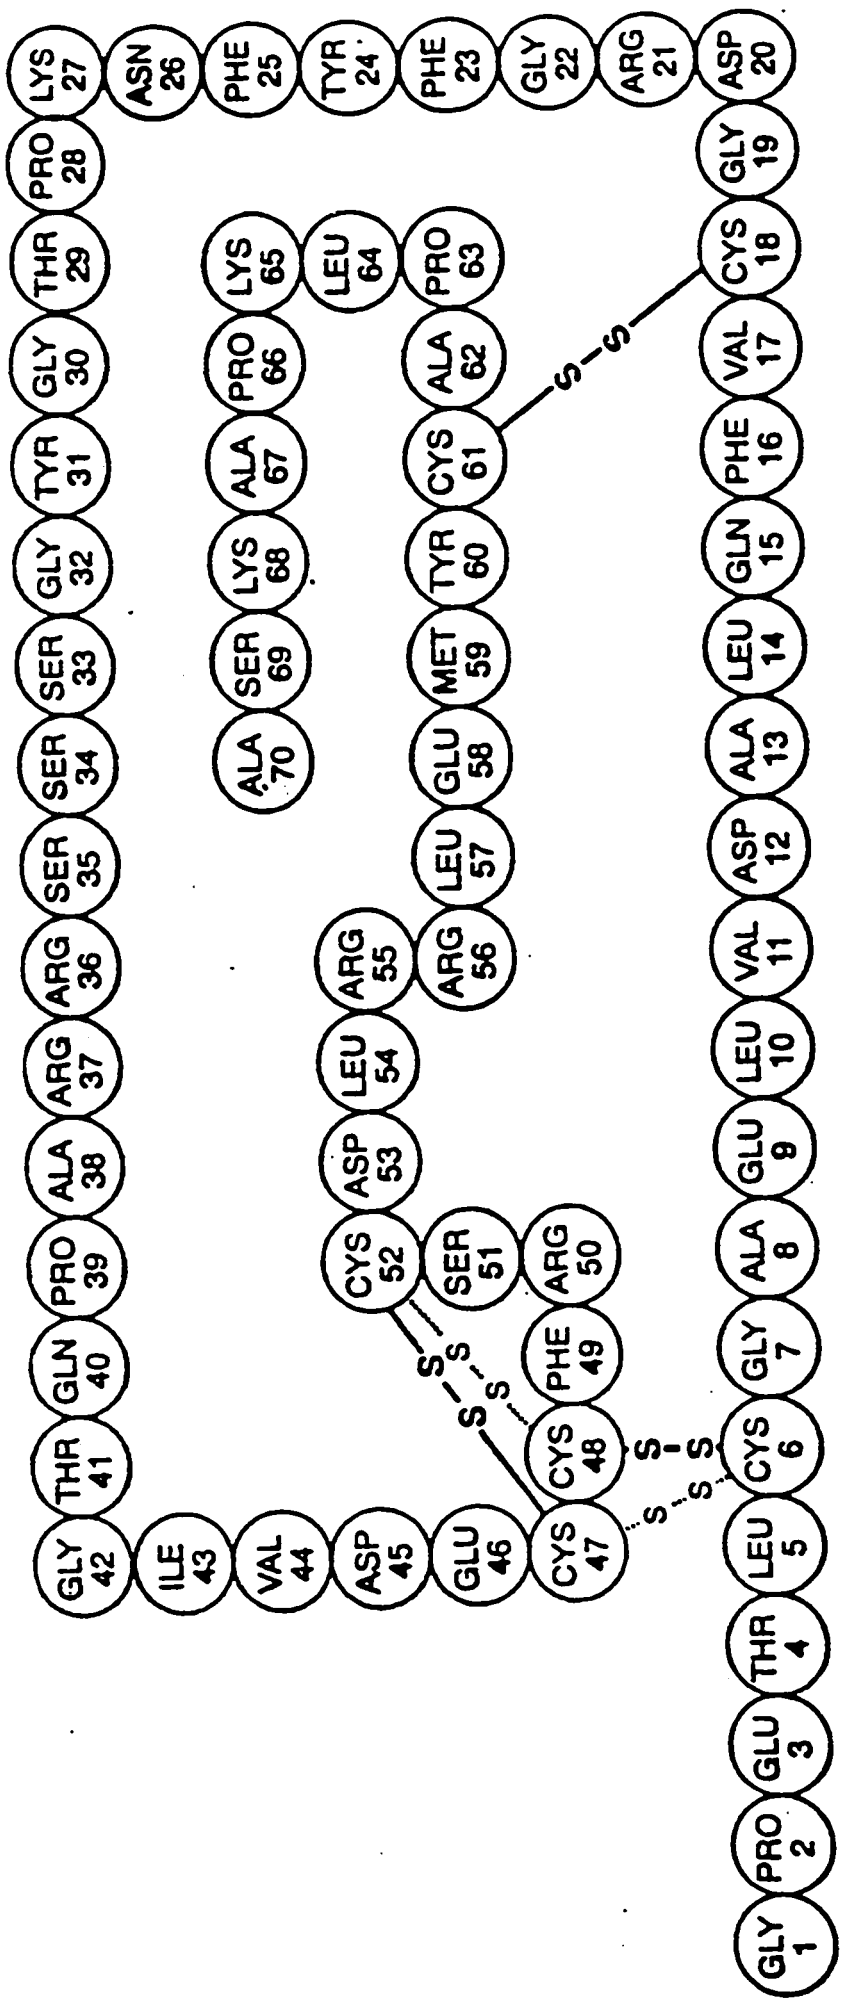 GLY 1
PRO 2
GLU 3
THR 4
LEU 5
CYS 6
GLY 7
ALA 8
GLU 9
LEU 10
VAL 11
ASP 12
ALA 13
LEU 14
GLN 15
PHE 16
VAL 17
CYS 18
GLY 19
ASP 20
ARG 21
GLY 22
PHE 23
TYR 24
PHE 25
ASN 26
LYS 27
PRO 28
THR 29
GLY 30
TYR 31
GLY 32
SER 33
SER 34
SER 35
ARG 36
ARG 37
ALA 38
PRO 39
GLN 40
THR 41
GLY 42
ILE 43
VAL 44
ASP 45
GLU 46
CYS 47
CYS 48
PHE 49
ARG 50
SER 51
CYS 52
ASP 53
LEU 54
ARG 55
ARG 56
LEU 57
GLU 58
MET 59
TYR 60
CYS 61
ALA 62
PRO 63
LEU 64
LYS 65
PRO 66
ALA 67
LYS 68
SER 69
ALA 70
S-S
S-S
S-S
S-S
S-S